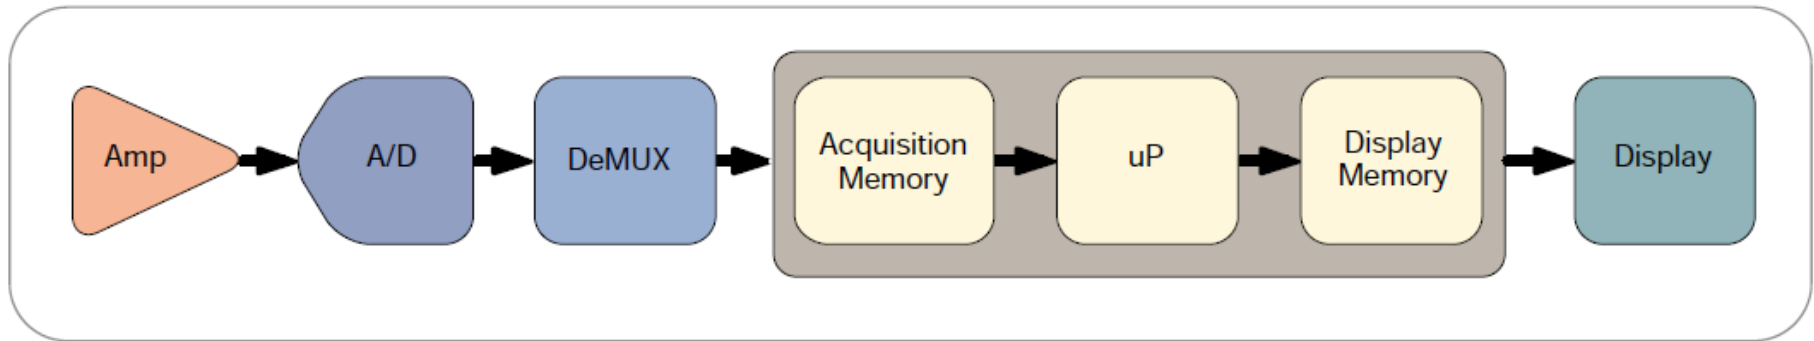 Amp
A/D
DeMUX
Acquisition
Memory
uP
Display
Memory
Display